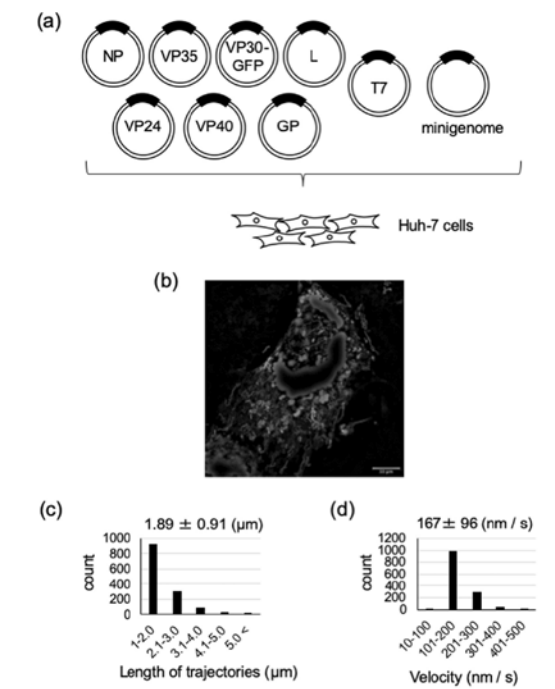 (a)
NP
VP35
VP30-
GFP
L
T7
VP24
VP40
GP
minigenome
Huh-7 cells
(b)
(c)
1.89 ± 0.91 (μm)
count
1000
800
600
400
200
0
1-2.0
2.1-3.0
3.1-4.0
4.1-5.0
5.0 <
Length of trajectories (μm)
(d)
167± 96 (nm / s)
count
1200
1000
800
600
400
200
0
10-100
101-200
201-300
301-400
401-500
Velocity (nm / s)